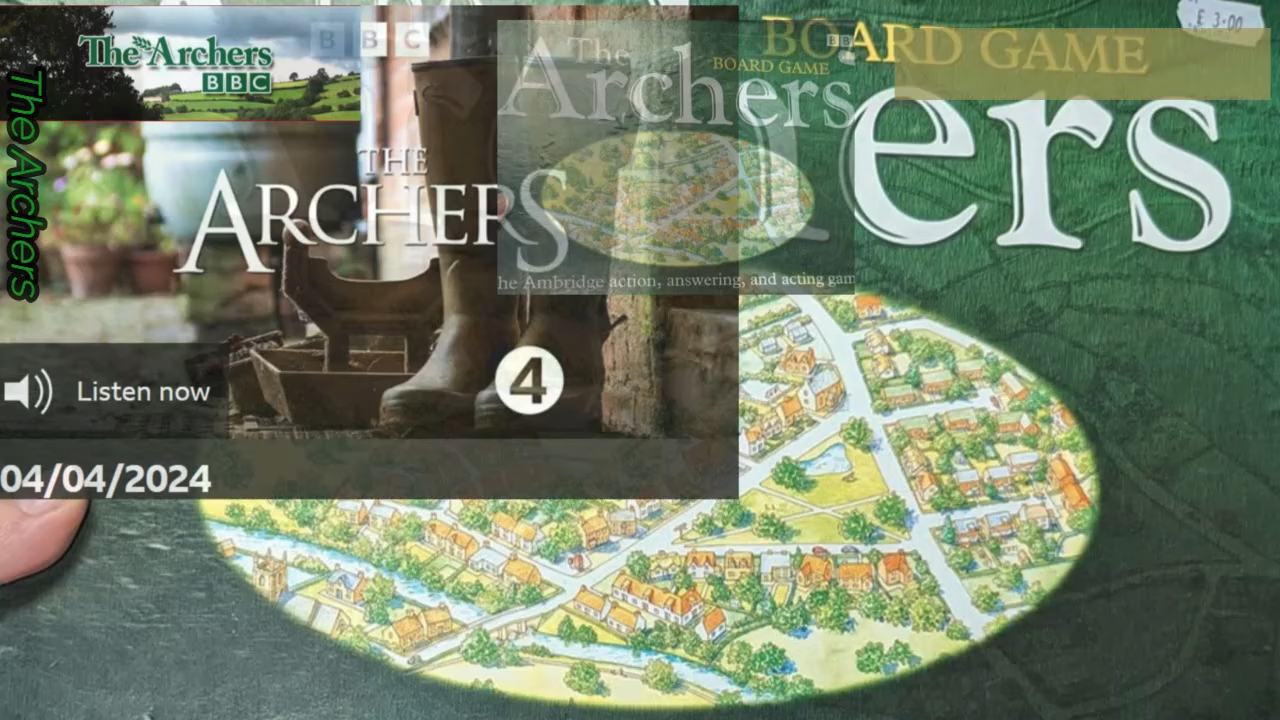 The Archers
BBC
The Archers
BBC
THE
ARCHERS
4
Listen now
04/04/2024
BBC
BOARD GAME
The
Archers
he Ambridge action, answering, and acting gam
BOARD GAME
ers
£ 3.00